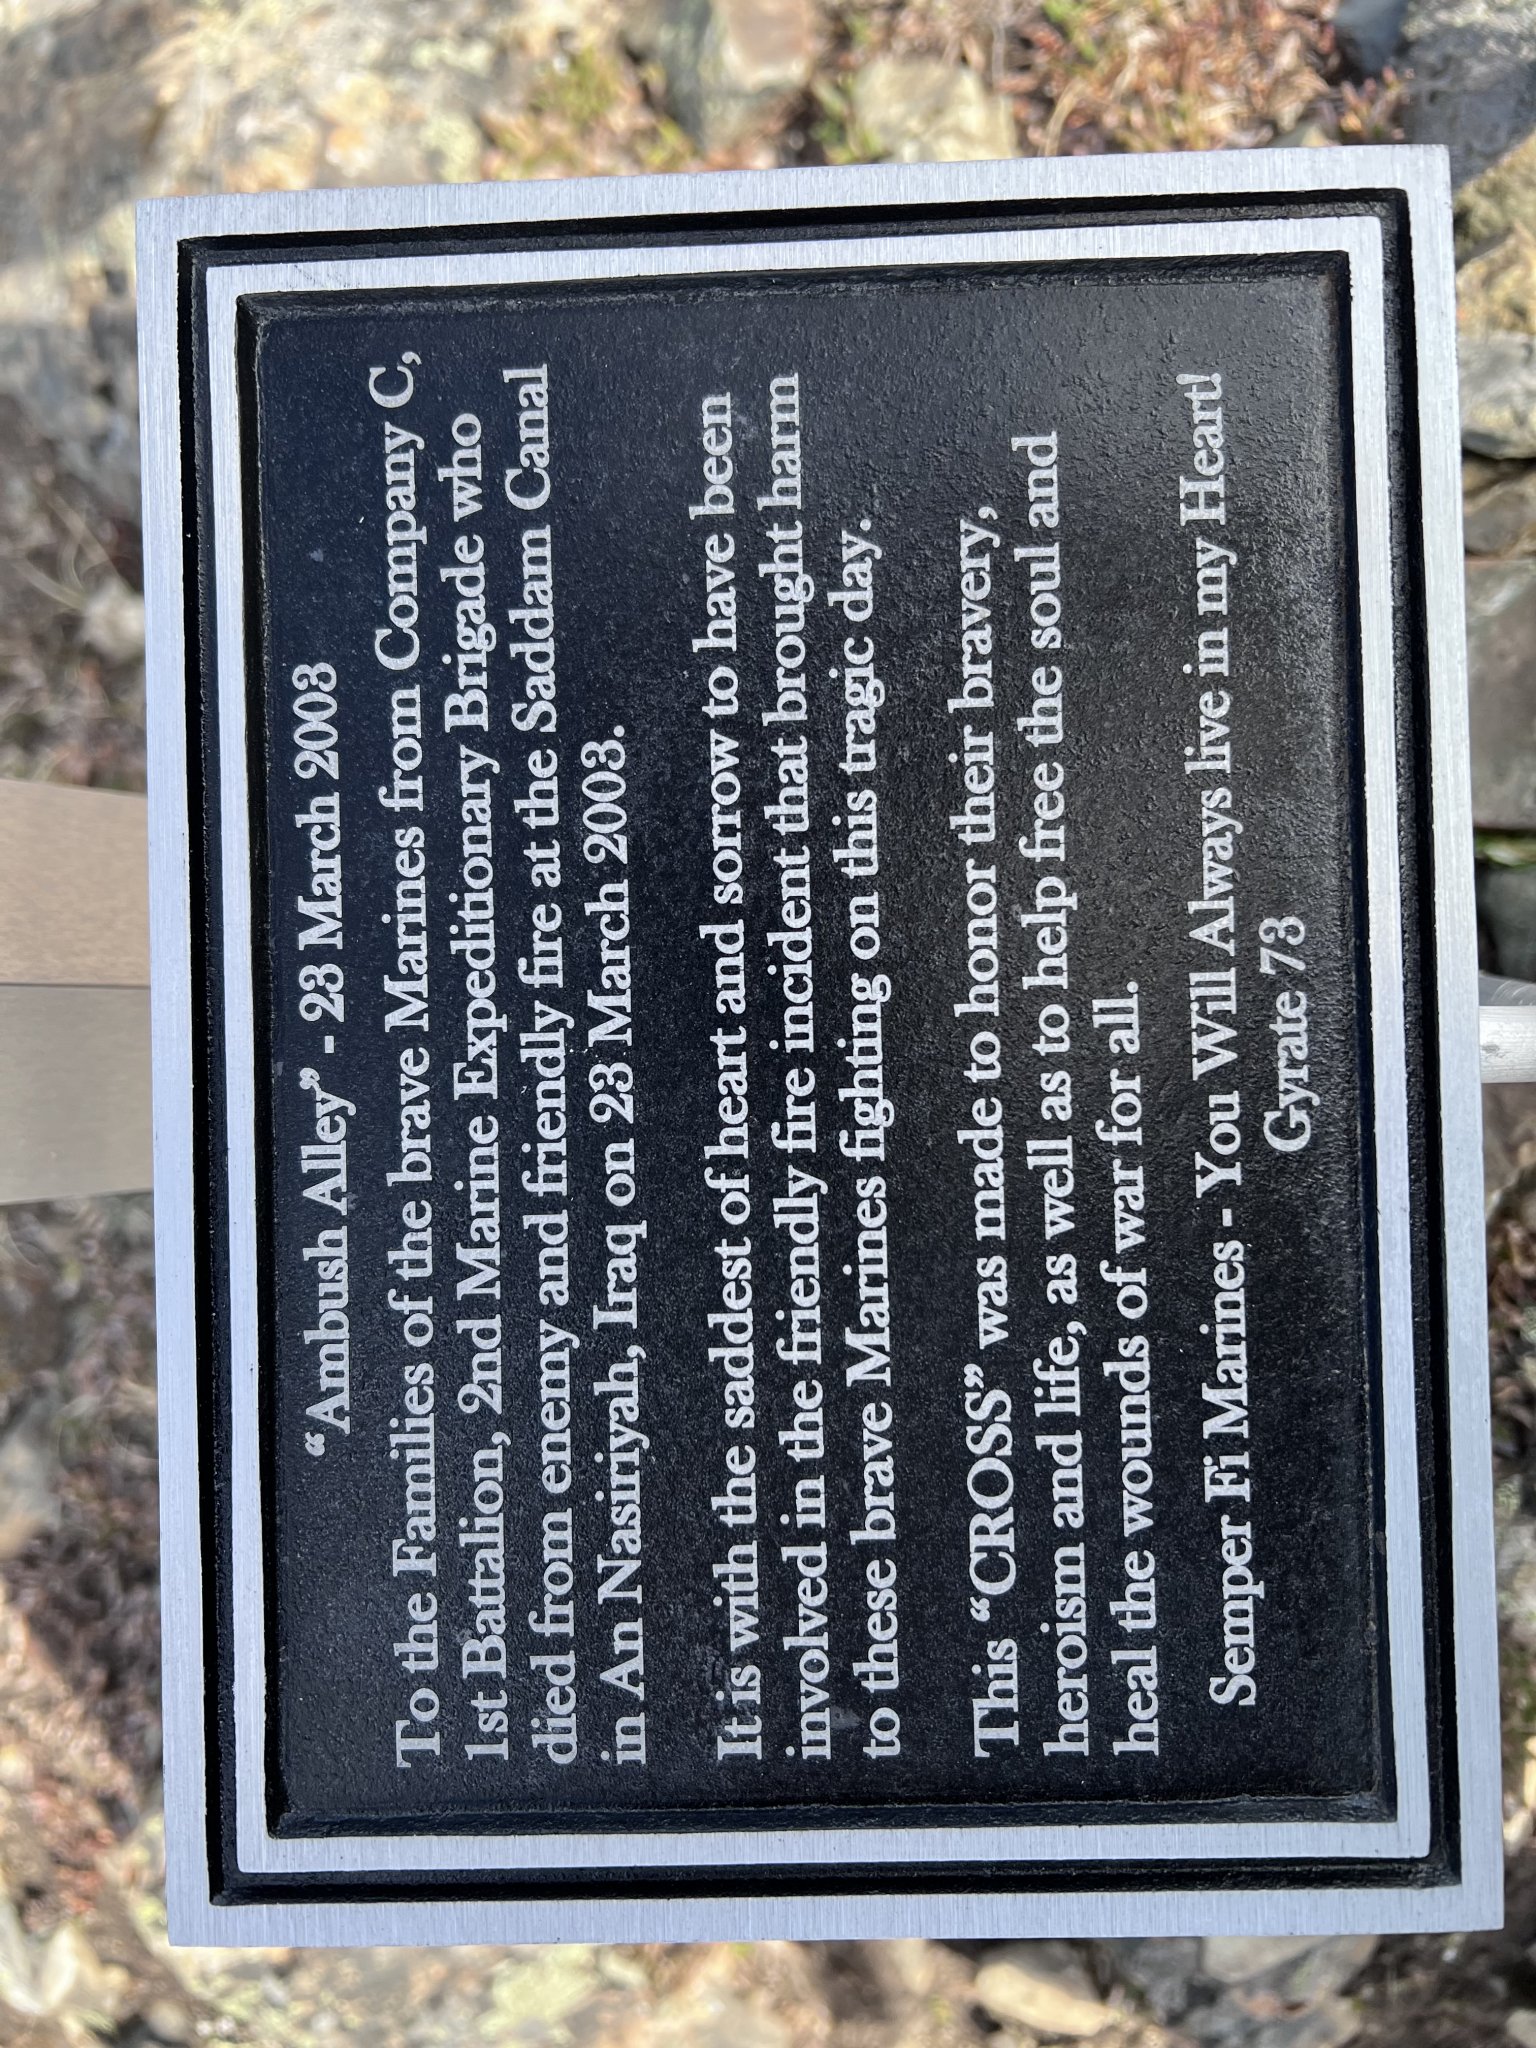 “Ambush Alley” - 23 March 2003
To the Families of the brave Marines from Company C,
1st Battalion, 2nd Marine Expeditionary Brigade who
died from enemy and friendly fire at the Saddam Canal
in An Nasiriyah, Iraq on 23 March 2003.
It is with the saddest of heart and sorrow to have been
involved in the friendly fire incident that brought harm
to these brave Marines fighting on this tragic day.
This “CROSS” was made to honor their bravery,
heroism and life, as well as to help free the soul and
heal the wounds of war for all.
Semper Fi Marines - You Will Always live in my Heart!
Gyrate 73